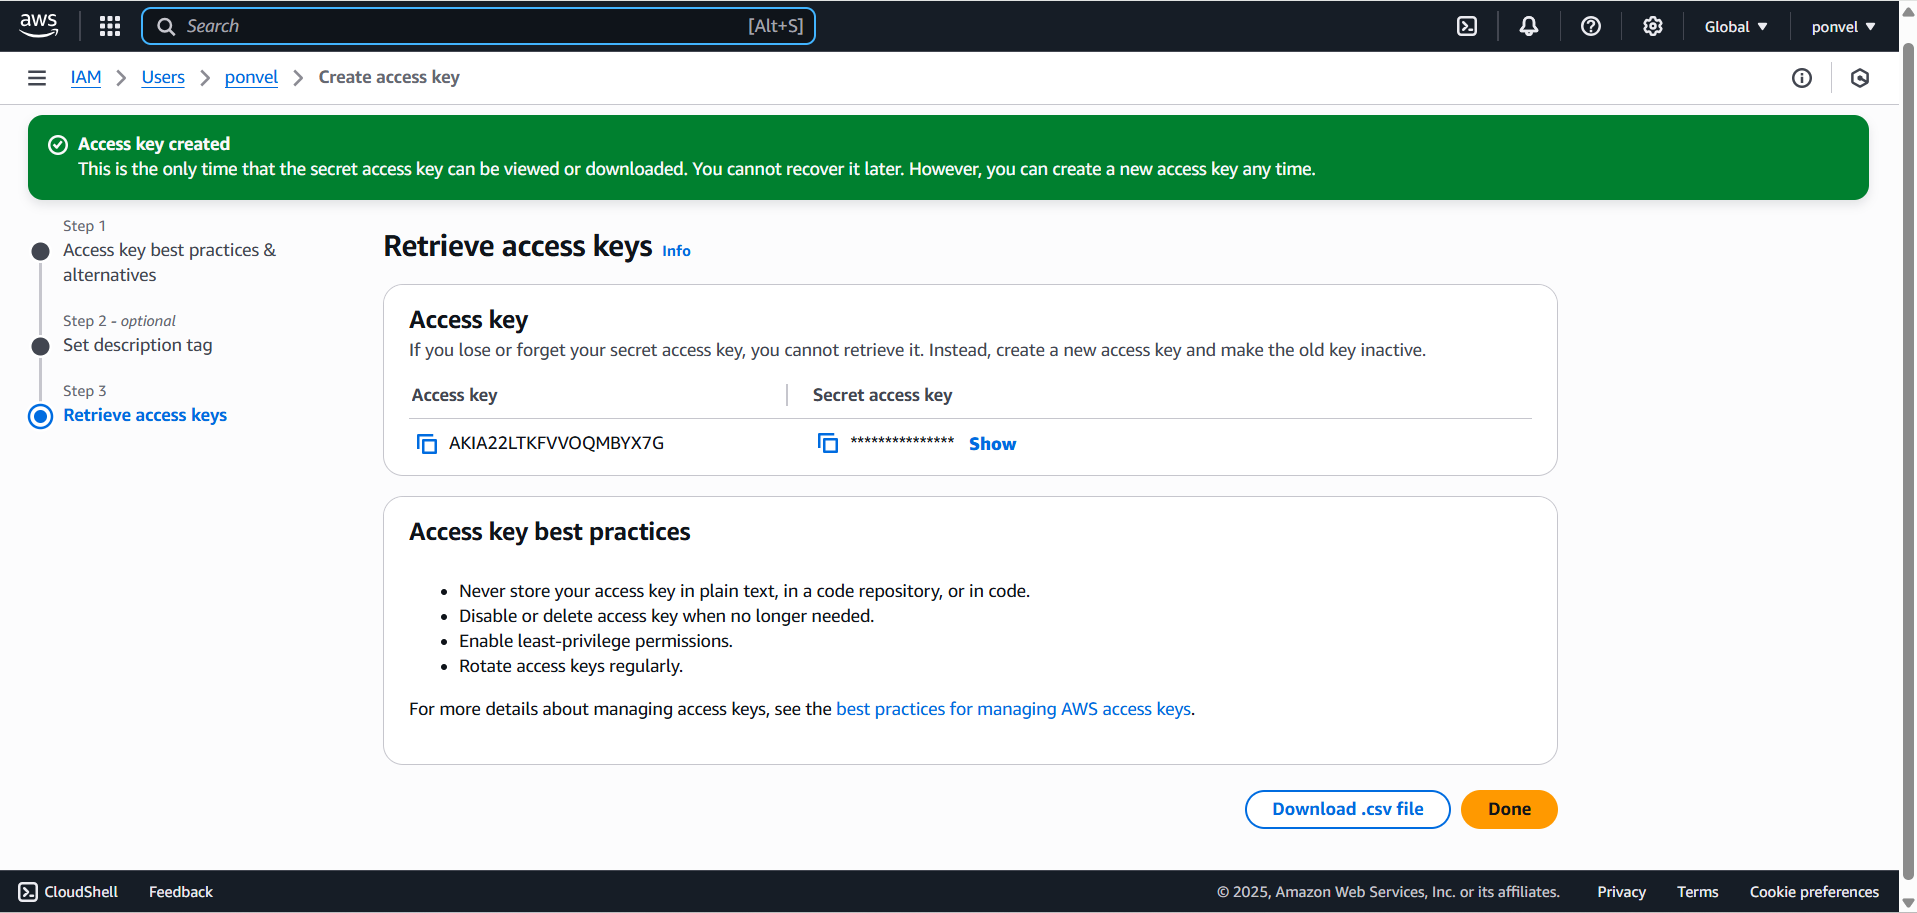 aws
Search [Alt+S]
Global
ponvel
IAM
Users
ponvel
Create access key
Access key created
This is the only time that the secret access key can be viewed or downloaded. You cannot recover it later. However, you can create a new access key any time.
Step 1
Access key best practices &
alternatives
Step 2 - optional
Set description tag
Step 3
Retrieve access keys
Retrieve access keys Info
Access key
If you lose or forget your secret access key, you cannot retrieve it. Instead, create a new access key and make the old key inactive.
Access key
Secret access key
AKIA22LTKFVVOQMBYX7G
*************** Show
Access key best practices
• Never store your access key in plain text, in a code repository, or in code.
• Disable or delete access key when no longer needed.
• Enable least-privilege permissions.
• Rotate access keys regularly.
For more details about managing access keys, see the best practices for managing AWS access keys.
Download .csv file
Done
CloudShell
Feedback
© 2025, Amazon Web Services, Inc. or its affiliates.
Privacy
Terms
Cookie preferences